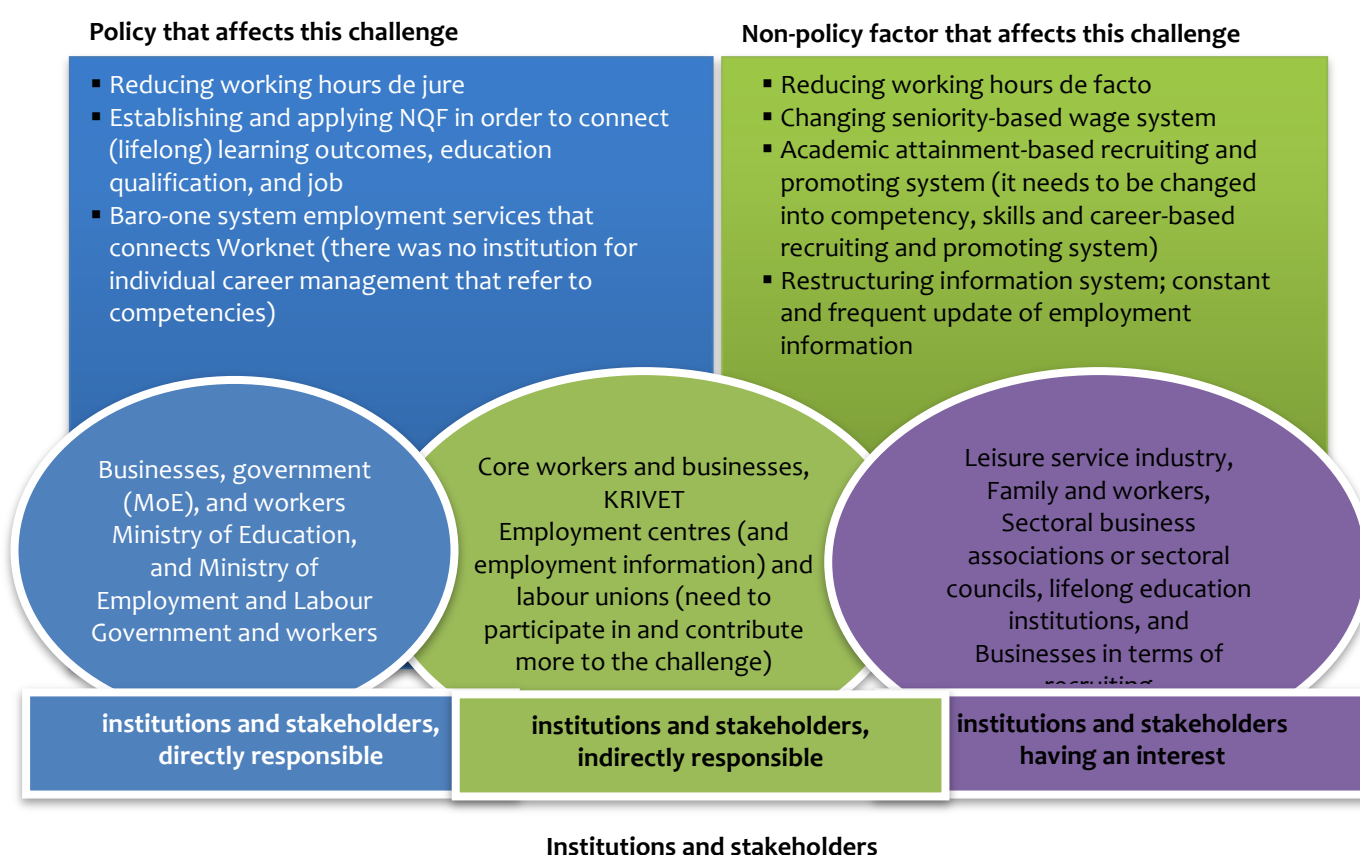 Policy that affects this challenge
Non-policy factor that affects this challenge
▪ Reducing working hours de jure
▪ Establishing and applying NQF in order to connect
(lifelong) learning outcomes, education
qualification, and job
▪ Baro-one system employment services that
connects Worknet (there was no institution for
individual career management that refer to
competencies)
▪ Reducing working hours de facto
▪ Changing seniority-based wage system
▪ Academic attainment-based recruiting and
promoting system (it needs to be changed
into competency, skills and career-based
recruiting and promoting system)
▪ Restructuring information system; constant
and frequent update of employment
information
Businesses, government
(MoE), and workers
Ministry of Education,
and Ministry of
Employment and Labour
Government and workers
Core workers and businesses,
KRIVET
Employment centres (and
employment information) and
labour unions (need to
participate in and contribute
more to the challenge)
Leisure service industry,
Family and workers,
Sectoral business
associations or sectoral
councils, lifelong education
institutions, and
Businesses in terms of
recruiting
institutions and stakeholders,
directly responsible
institutions and stakeholders,
indirectly responsible
institutions and stakeholders
having an interest
Institutions and stakeholders